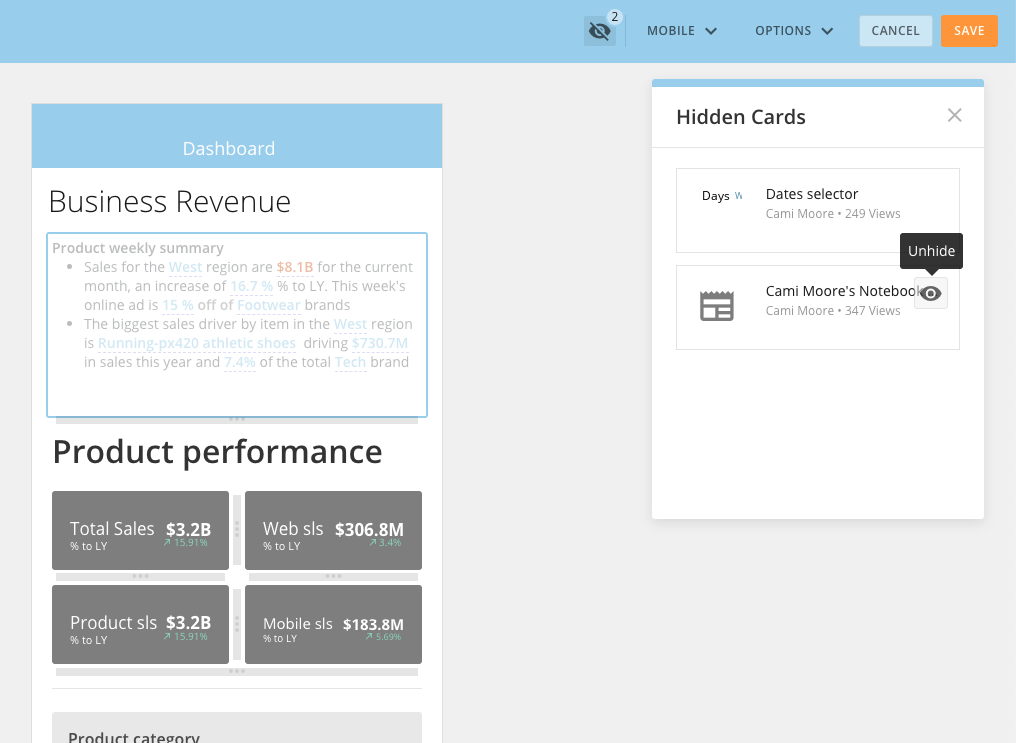 2
MOBILE
OPTIONS
CANCEL
SAVE
Dashboard
Business Revenue
Product weekly summary
• Sales for the West region are $8.1B for the current
month, an increase of 16.7 % % to LY. This week's
online ad is 15 % off of Footwear brands
• The biggest sales driver by item in the West region
is Running-px420 athletic shoes driving $730.7M
in sales this year and 7.4% of the total Tech brand
Product performance
Total Sales $3.2B
% to LY ↗ 15.91%
Web sls $306.8M
% to LY ↗ 3.4%
Product sls $3.2B
% to LY ↗ 15.91%
Mobile sls $183.8M
% to LY ↗ 5.69%
Product category
Hidden Cards
Days W
Dates selector
Cami Moore • 249 Views
Unhide
Cami Moore's Notebook
Cami Moore • 347 Views